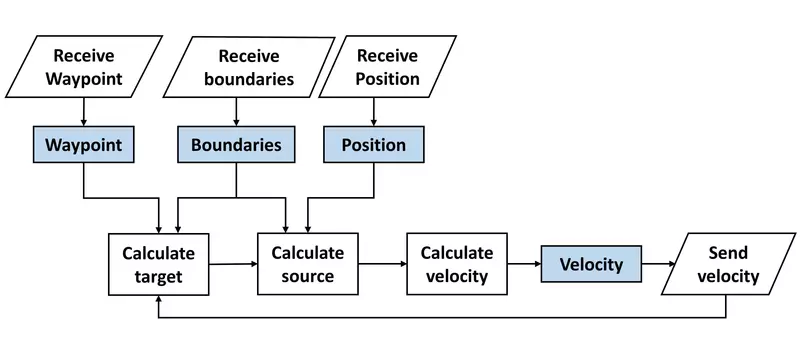 Receive
Waypoint
Receive
boundaries
Receive
Position
Waypoint
Boundaries
Position
Calculate
target
Calculate
source
Calculate
velocity
Velocity
Send
velocity